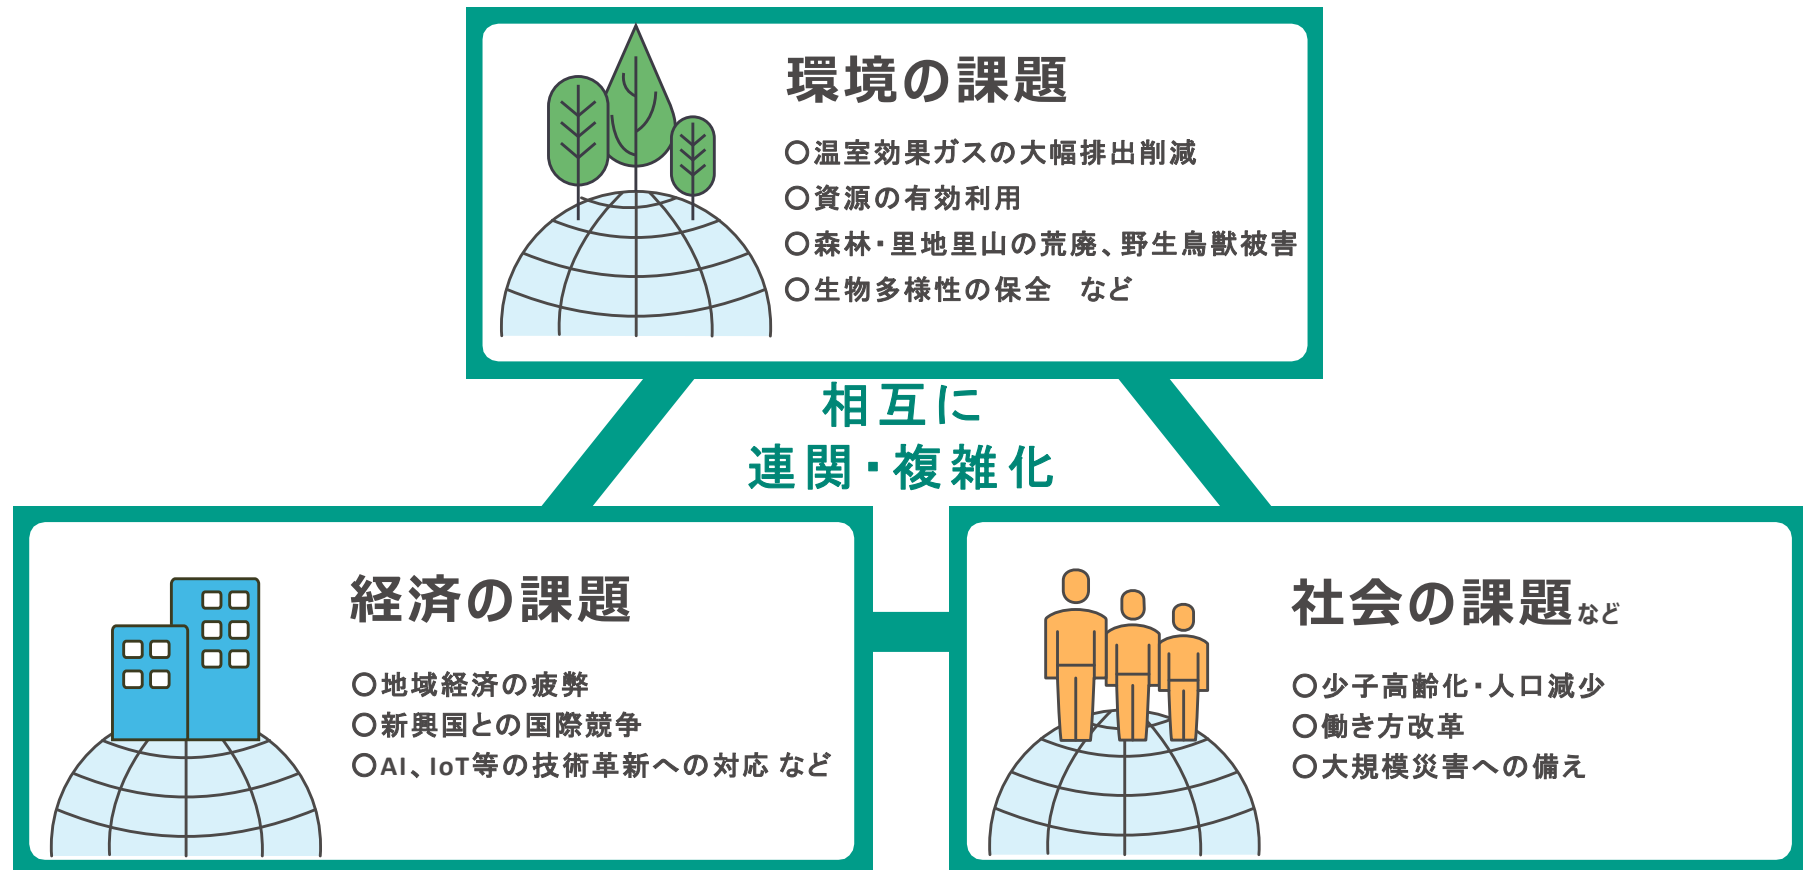 環境の課題
○温室効果ガスの大幅排出削減
○資源の有効利用
○森林・里地里山の荒廃、野生鳥獣被害
○生物多様性の保全　など
相互に
連関・複雑化
経済の課題
○地域経済の疲弊
○新興国との国際競争
○AI、IoT等の技術革新への対応 など
社会の課題など
○少子高齢化・人口減少
○働き方改革
○大規模災害への備え